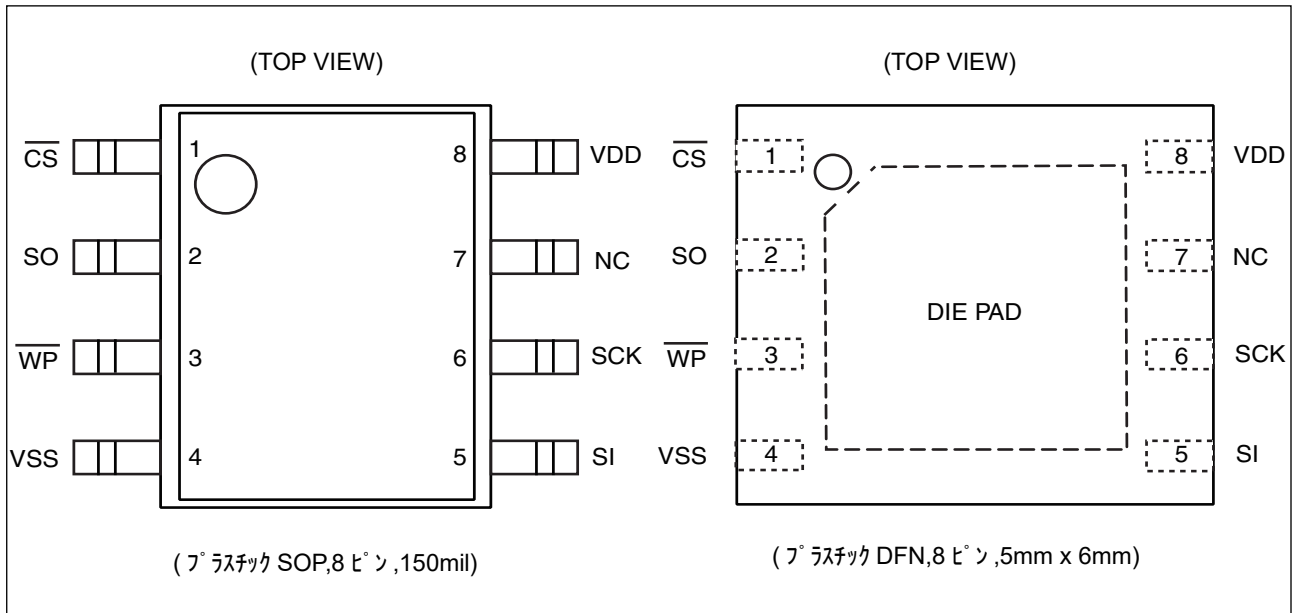 (TOP VIEW)
CS 1 8 VDD
SO 2 7 NC
WP 3 6 SCK
VSS 4 5 SI
(ﾌﾟﾗｽﾁｯｸ SOP,8 ﾋﾟﾝ ,150mil)
(TOP VIEW)
CS 1 8 VDD
SO 2 7 NC
DIE PAD
WP 3 6 SCK
VSS 4 5 SI
(ﾌﾟﾗｽﾁｯｸ DFN,8 ﾋﾟﾝ ,5mm x 6mm)